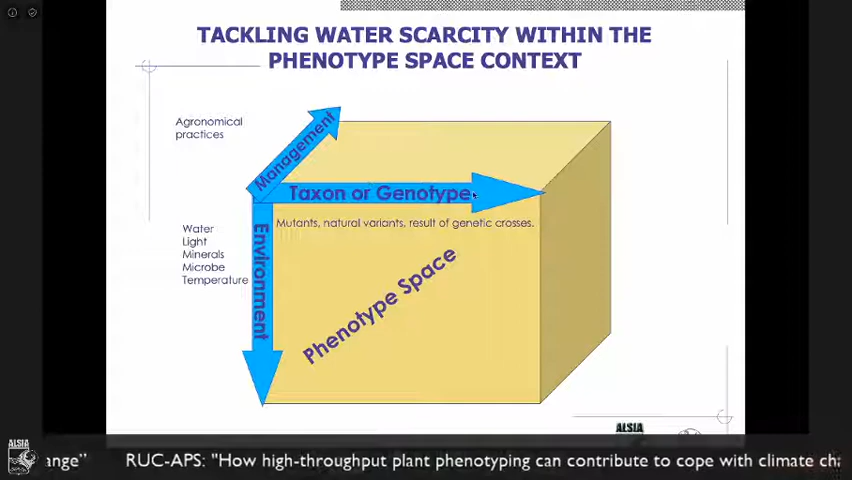 TACKLING WATER SCARCITY WITHIN THE
PHENOTYPE SPACE CONTEXT
Agronomical
practices
Management
Taxon or Genotype
Mutants, natural variants, result of genetic crosses.
Water
Light
Minerals
Microbe
Temperature
Environment
Phenotype Space
ALSIA
ALSIA
ange” RUC-APS: "How high-throughput plant phenotyping can contribute to cope with climate cha